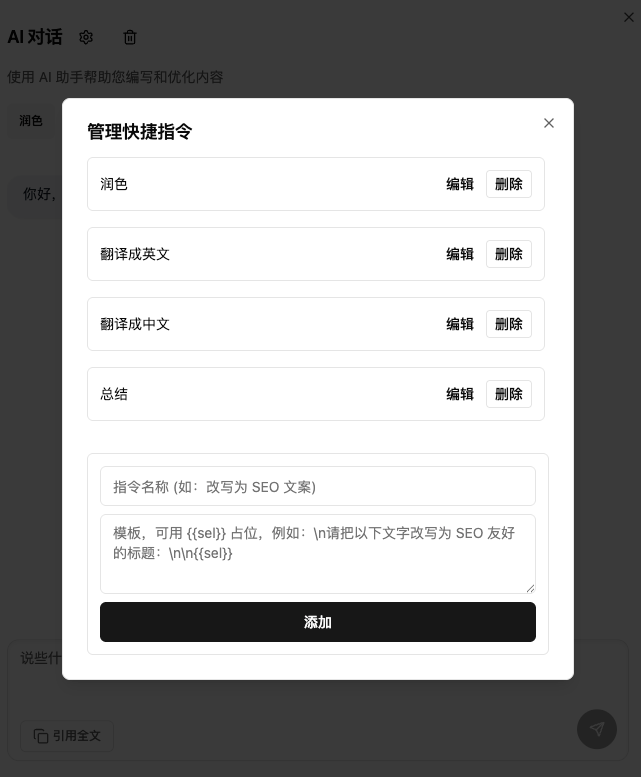 AI 对话
使用 AI 助手帮助您编写和优化内容
润色
你好，
管理快捷指令
润色 编辑 删除
翻译成英文 编辑 删除
翻译成中文 编辑 删除
总结 编辑 删除
指令名称 (如：改写为 SEO 文案)
模板，可用 {{sel}} 占位，例如：\n请把以下文字改写为 SEO 友好
的标题：\n\n{{sel}}
添加
说些什
引用全文